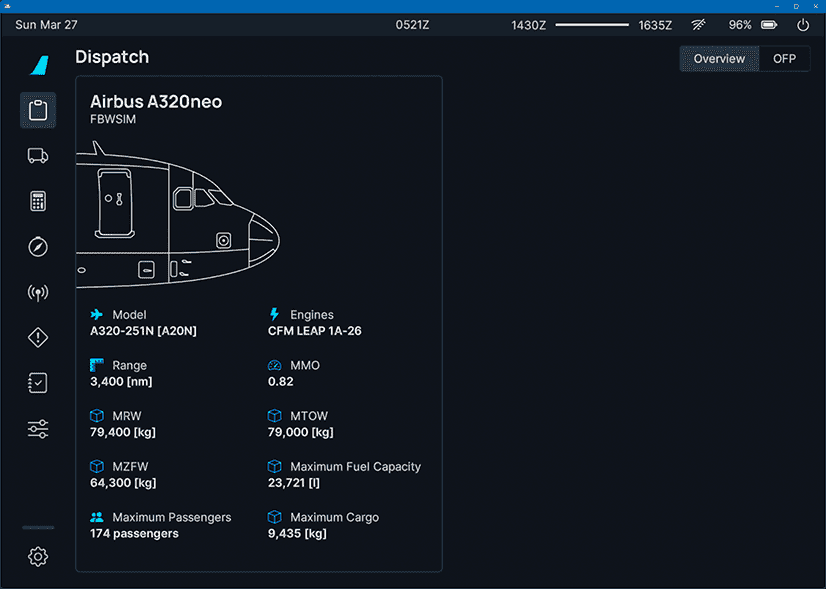 Sun Mar 27
0521Z
1430Z
1635Z
96%
Dispatch
Overview
OFP
Airbus A320neo
FBWSIM
Model
A320-251N [A20N]
Engines
CFM LEAP 1A-26
Range
3,400 [nm]
MMO
0.82
MRW
79,400 [kg]
MTOW
79,000 [kg]
MZFW
64,300 [kg]
Maximum Fuel Capacity
23,721 [l]
Maximum Passengers
174 passengers
Maximum Cargo
9,435 [kg]